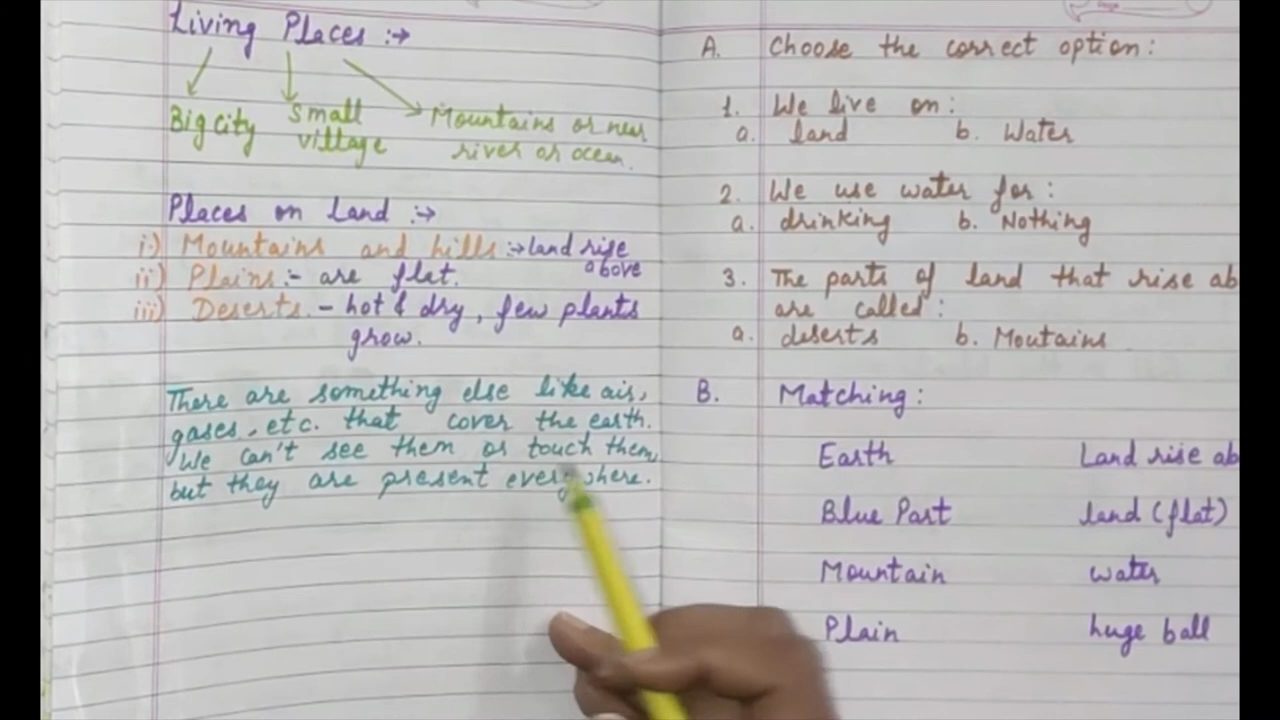 Living Places :→
Big city
Small
village
Mountains or near
river or ocean.
Places on Land :→
i) Mountains and hills :→ land rise
above
ii) Plains :- are flat.
iii) Deserts - hot & dry, few plants
grow.
There are something else like air,
gases, etc. that cover the earth.
We can't see them or touch them,
but they are present everywhere.
A. Choose the correct option:
1. We live on:
a. land b. Water
2. We use water for:
a. drinking b. Nothing
3. The parts of land that rise ab
are called:
a. deserts b. Moutains
B. Matching:
Earth Land rise ab
Blue Part land (flat)
Mountain water
Plain huge ball